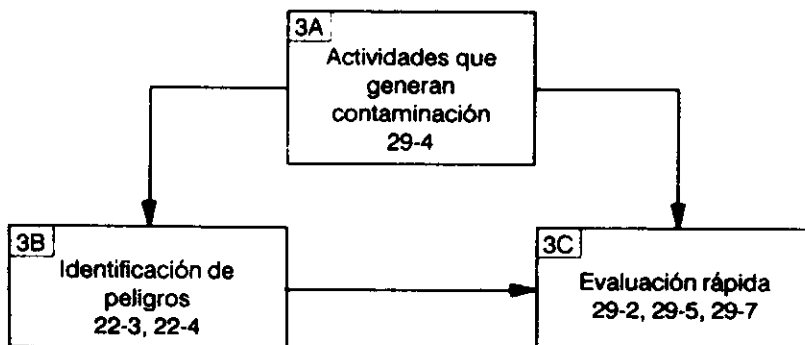 3A
Actividades que
generan
contaminación
29-4
3B
Identificación de
peligros
22-3, 22-4
3C
Evaluación rápida
29-2, 29-5, 29-7